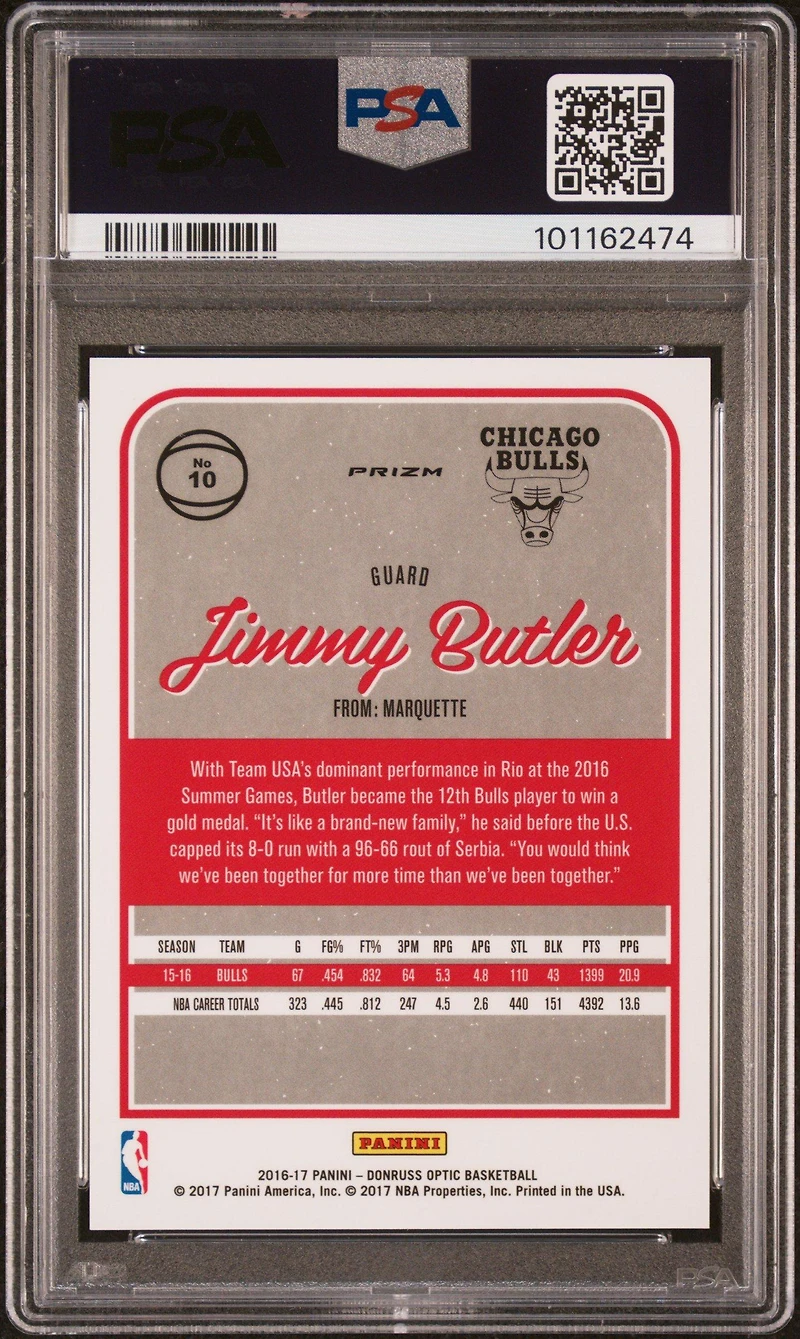 PSA
PSA
101162474
No
10
PRIZM
CHICAGO
BULLS
GUARD
Jimmy Butler
FROM: MARQUETTE
With Team USA's dominant performance in Rio at the 2016
Summer Games, Butler became the 12th Bulls player to win a
gold medal. “It's like a brand-new family,” he said before the U.S.
capped its 8-0 run with a 96-66 rout of Serbia. “You would think
we've been together for more time than we've been together.”
SEASON TEAM G FG% FT% 3PM RPG APG STL BLK PTS PPG
15-16 BULLS 67 .454 .832 64 5.3 4.8 110 43 1399 20.9
NBA CAREER TOTALS 323 .445 .812 247 4.5 2.6 440 151 4392 13.6
PANINI
NBA
2016-17 PANINI – DONRUSS OPTIC BASKETBALL
© 2017 Panini America, Inc. © 2017 NBA Properties, Inc. Printed in the USA.
PSA